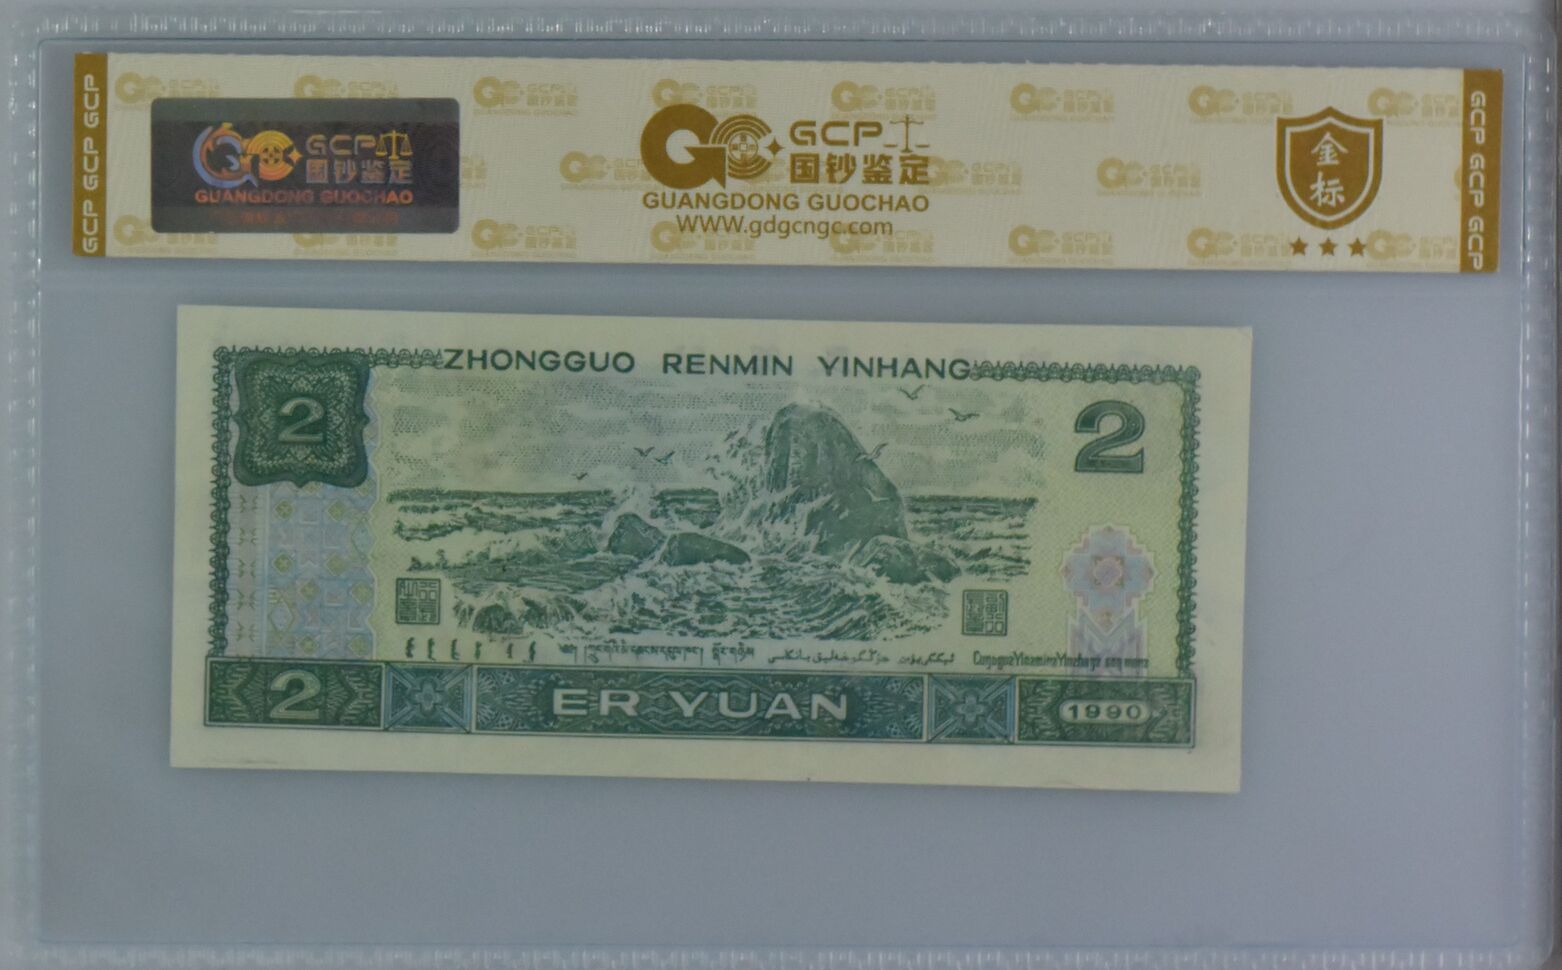 GCP GCP GCP
GCP
国钞鉴定
GUANGDONG GUOCHAO
GCP
国钞鉴定
GUANGDONG GUOCHAO
WWW.gdgcngc.com
金标
GCP GCP GCP
ZHONGGUO RENMIN YINHANG
2
2
2
ER YUAN
1990